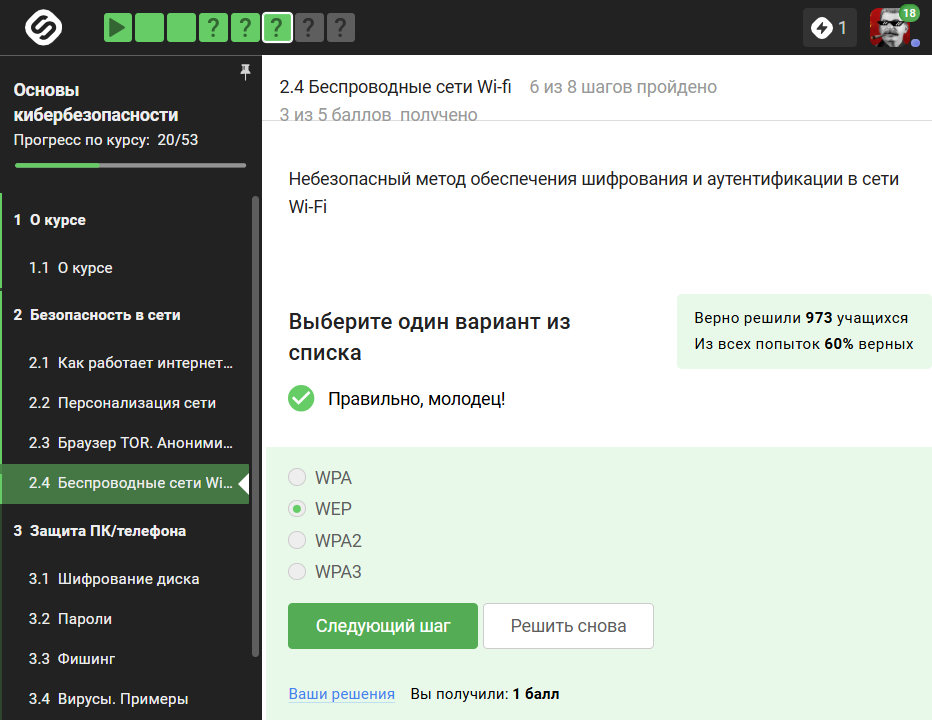 ? ? ? ? ?
1
18
Основы
кибербезопасности
Прогресс по курсу: 20/53
1 О курсе
1.1 О курсе
2 Безопасность в сети
2.1 Как работает интернет...
2.2 Персонализация сети
2.3 Браузер TOR. Аноними...
2.4 Беспроводные сети Wi...
3 Защита ПК/телефона
3.1 Шифрование диска
3.2 Пароли
3.3 Фишинг
3.4 Вирусы. Примеры
2.4 Беспроводные сети Wi-fi 6 из 8 шагов пройдено
3 из 5 баллов получено
Небезопасный метод обеспечения шифрования и аутентификации в сети
Wi-Fi
Выберите один вариант из
списка
Верно решили 973 учащихся
Из всех попыток 60% верных
Правильно, молодец!
WPA
WEP
WPA2
WPA3
Следующий шаг
Решить снова
Ваши решения Вы получили: 1 балл